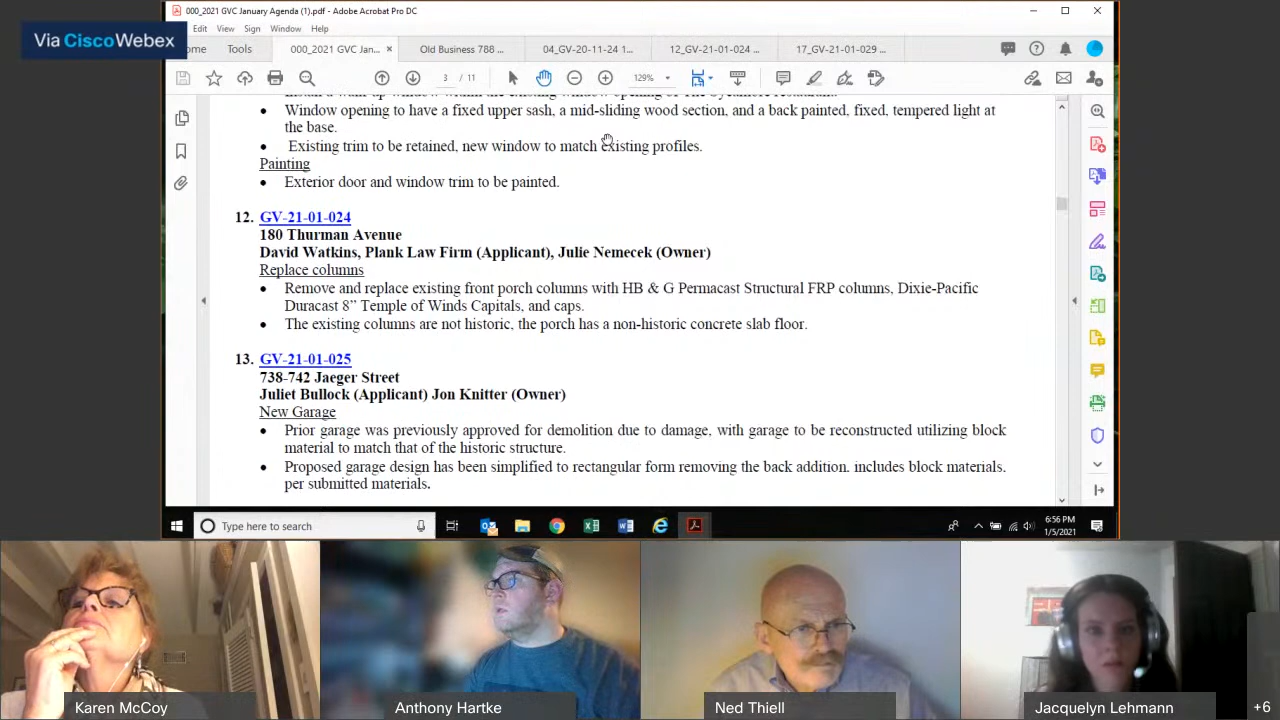 000_2021 GVC January Agenda (1).pdf - Adobe Acrobat Pro DC
Via Cisco Webex
Edit View Sign Window Help
Tools 000_2021 GVC Jan... × Old Business 788 ... 04_GV-20-11-24 1... 12_GV-21-01-024 ... 17_GV-21-01-029 ...
3 / 11 129%
• Window opening to have a fixed upper sash, a mid-sliding wood section, and a back painted, fixed, tempered light at
the base.
• Existing trim to be retained, new window to match existing profiles.
Painting
• Exterior door and window trim to be painted.
12. GV-21-01-024
180 Thurman Avenue
David Watkins, Plank Law Firm (Applicant), Julie Nemecek (Owner)
Replace columns
• Remove and replace existing front porch columns with HB & G Permacast Structural FRP columns, Dixie-Pacific
Duracast 8” Temple of Winds Capitals, and caps.
• The existing columns are not historic, the porch has a non-historic concrete slab floor.
13. GV-21-01-025
738-742 Jaeger Street
Juliet Bullock (Applicant) Jon Knitter (Owner)
New Garage
• Prior garage was previously approved for demolition due to damage, with garage to be reconstructed utilizing block
material to match that of the historic structure.
• Proposed garage design has been simplified to rectangular form removing the back addition. includes block materials.
per submitted materials.
Type here to search
6:56 PM
1/5/2021
Karen McCoy
Anthony Hartke
Ned Thiell
Jacquelyn Lehmann
+6